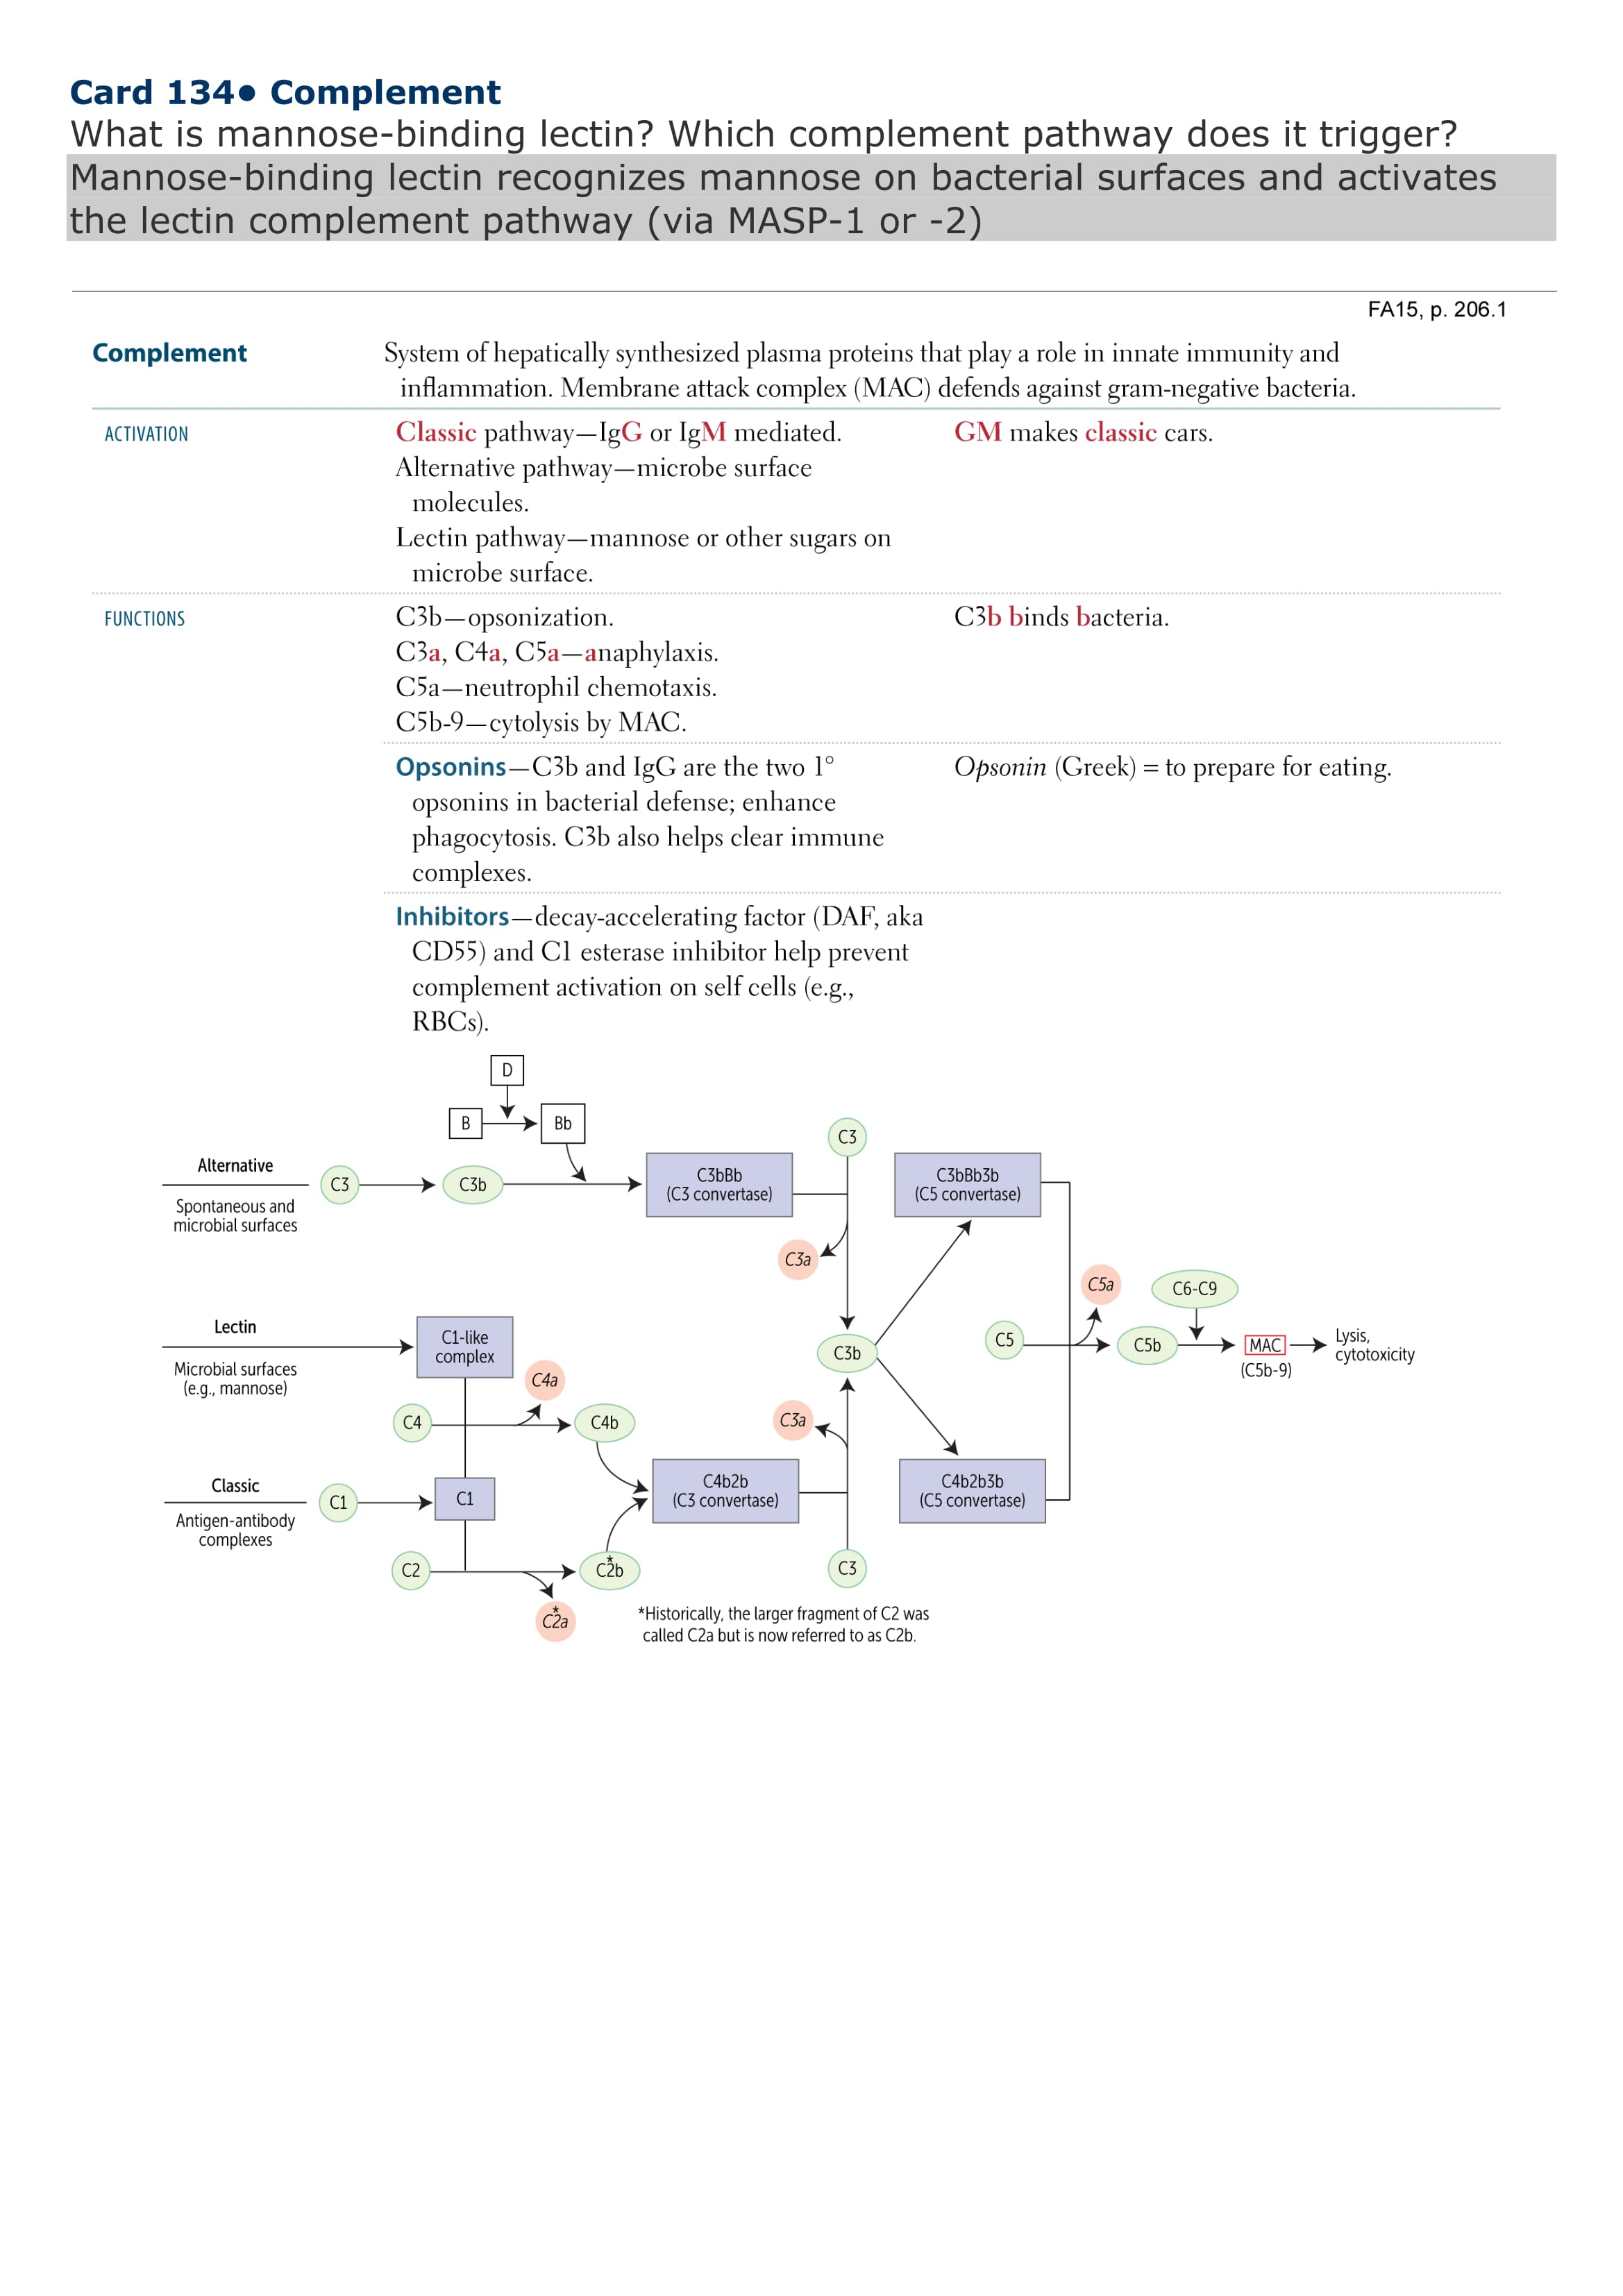 Card 134• Complement
What is mannose-binding lectin? Which complement pathway does it trigger?
Mannose-binding lectin recognizes mannose on bacterial surfaces and activates
the lectin complement pathway (via MASP-1 or -2)
FA15, p. 206.1
Complement
System of hepatically synthesized plasma proteins that play a role in innate immunity and
inflammation. Membrane attack complex (MAC) defends against gram-negative bacteria.
ACTIVATION
Classic pathway—IgG or IgM mediated.
GM makes classic cars.
Alternative pathway—microbe surface
molecules.
Lectin pathway—mannose or other sugars on
microbe surface.
FUNCTIONS
C3b—opsonization.
C3b binds bacteria.
C3a, C4a, C5a—anaphylaxis.
C5a—neutrophil chemotaxis.
C5b-9—cytolysis by MAC.
Opsonins—C3b and IgG are the two 1°
Opsonin (Greek) = to prepare for eating.
opsonins in bacterial defense; enhance
phagocytosis. C3b also helps clear immune
complexes.
Inhibitors—decay-accelerating factor (DAF, aka
CD55) and C1 esterase inhibitor help prevent
complement activation on self cells (e.g.,
RBCs).
D
B
Bb
Alternative
Spontaneous and
microbial surfaces
C3
C3b
C3bBb
(C3 convertase)
C3
C3a
C3bBb3b
(C5 convertase)
Lectin
Microbial surfaces
(e.g., mannose)
C1-like
complex
C4a
C4
C4b
C3b
C3a
C5
C5a
C5b
C6-C9
MAC
(C5b-9)
Lysis,
cytotoxicity
Classic
Antigen-antibody
complexes
C1
C1
C4b2b
(C3 convertase)
C4b2b3b
(C5 convertase)
C2
C2b*
C2a*
C3
*Historically, the larger fragment of C2 was
called C2a but is now referred to as C2b.